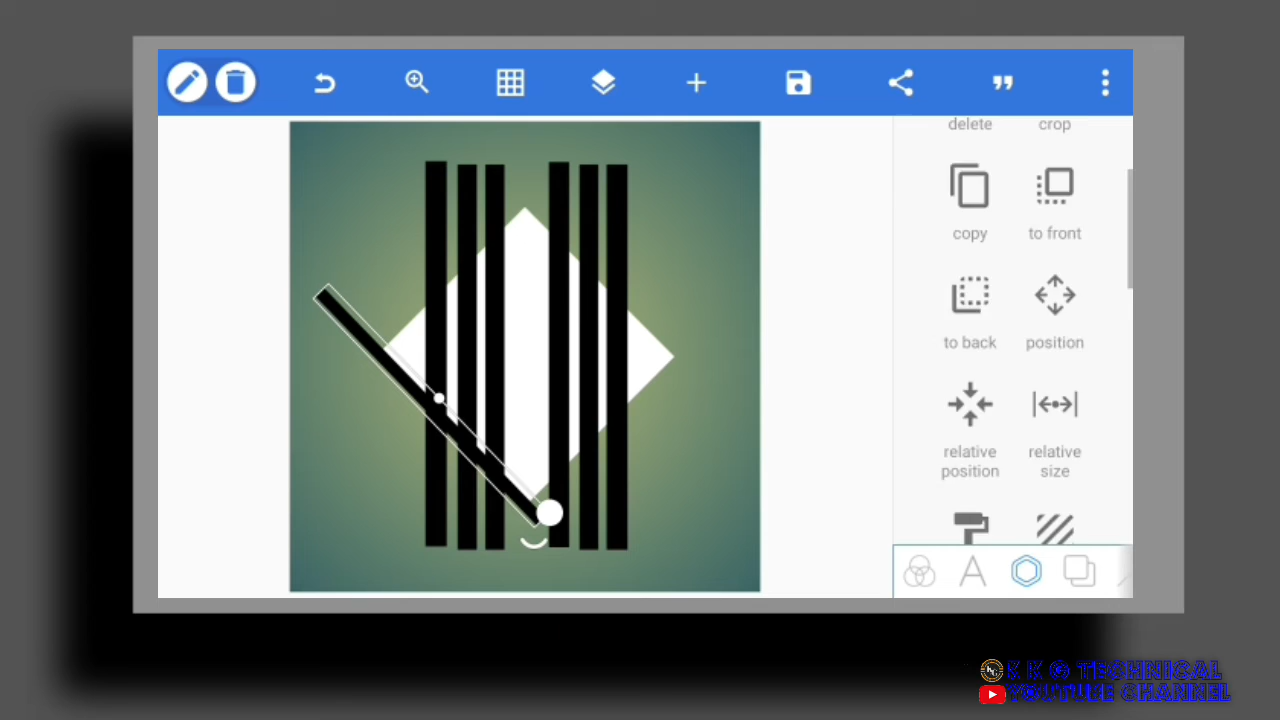 delete crop
copy to front
to back position
relative position relative size
K K G TECHNICAL
YOUTUBE CHANNEL